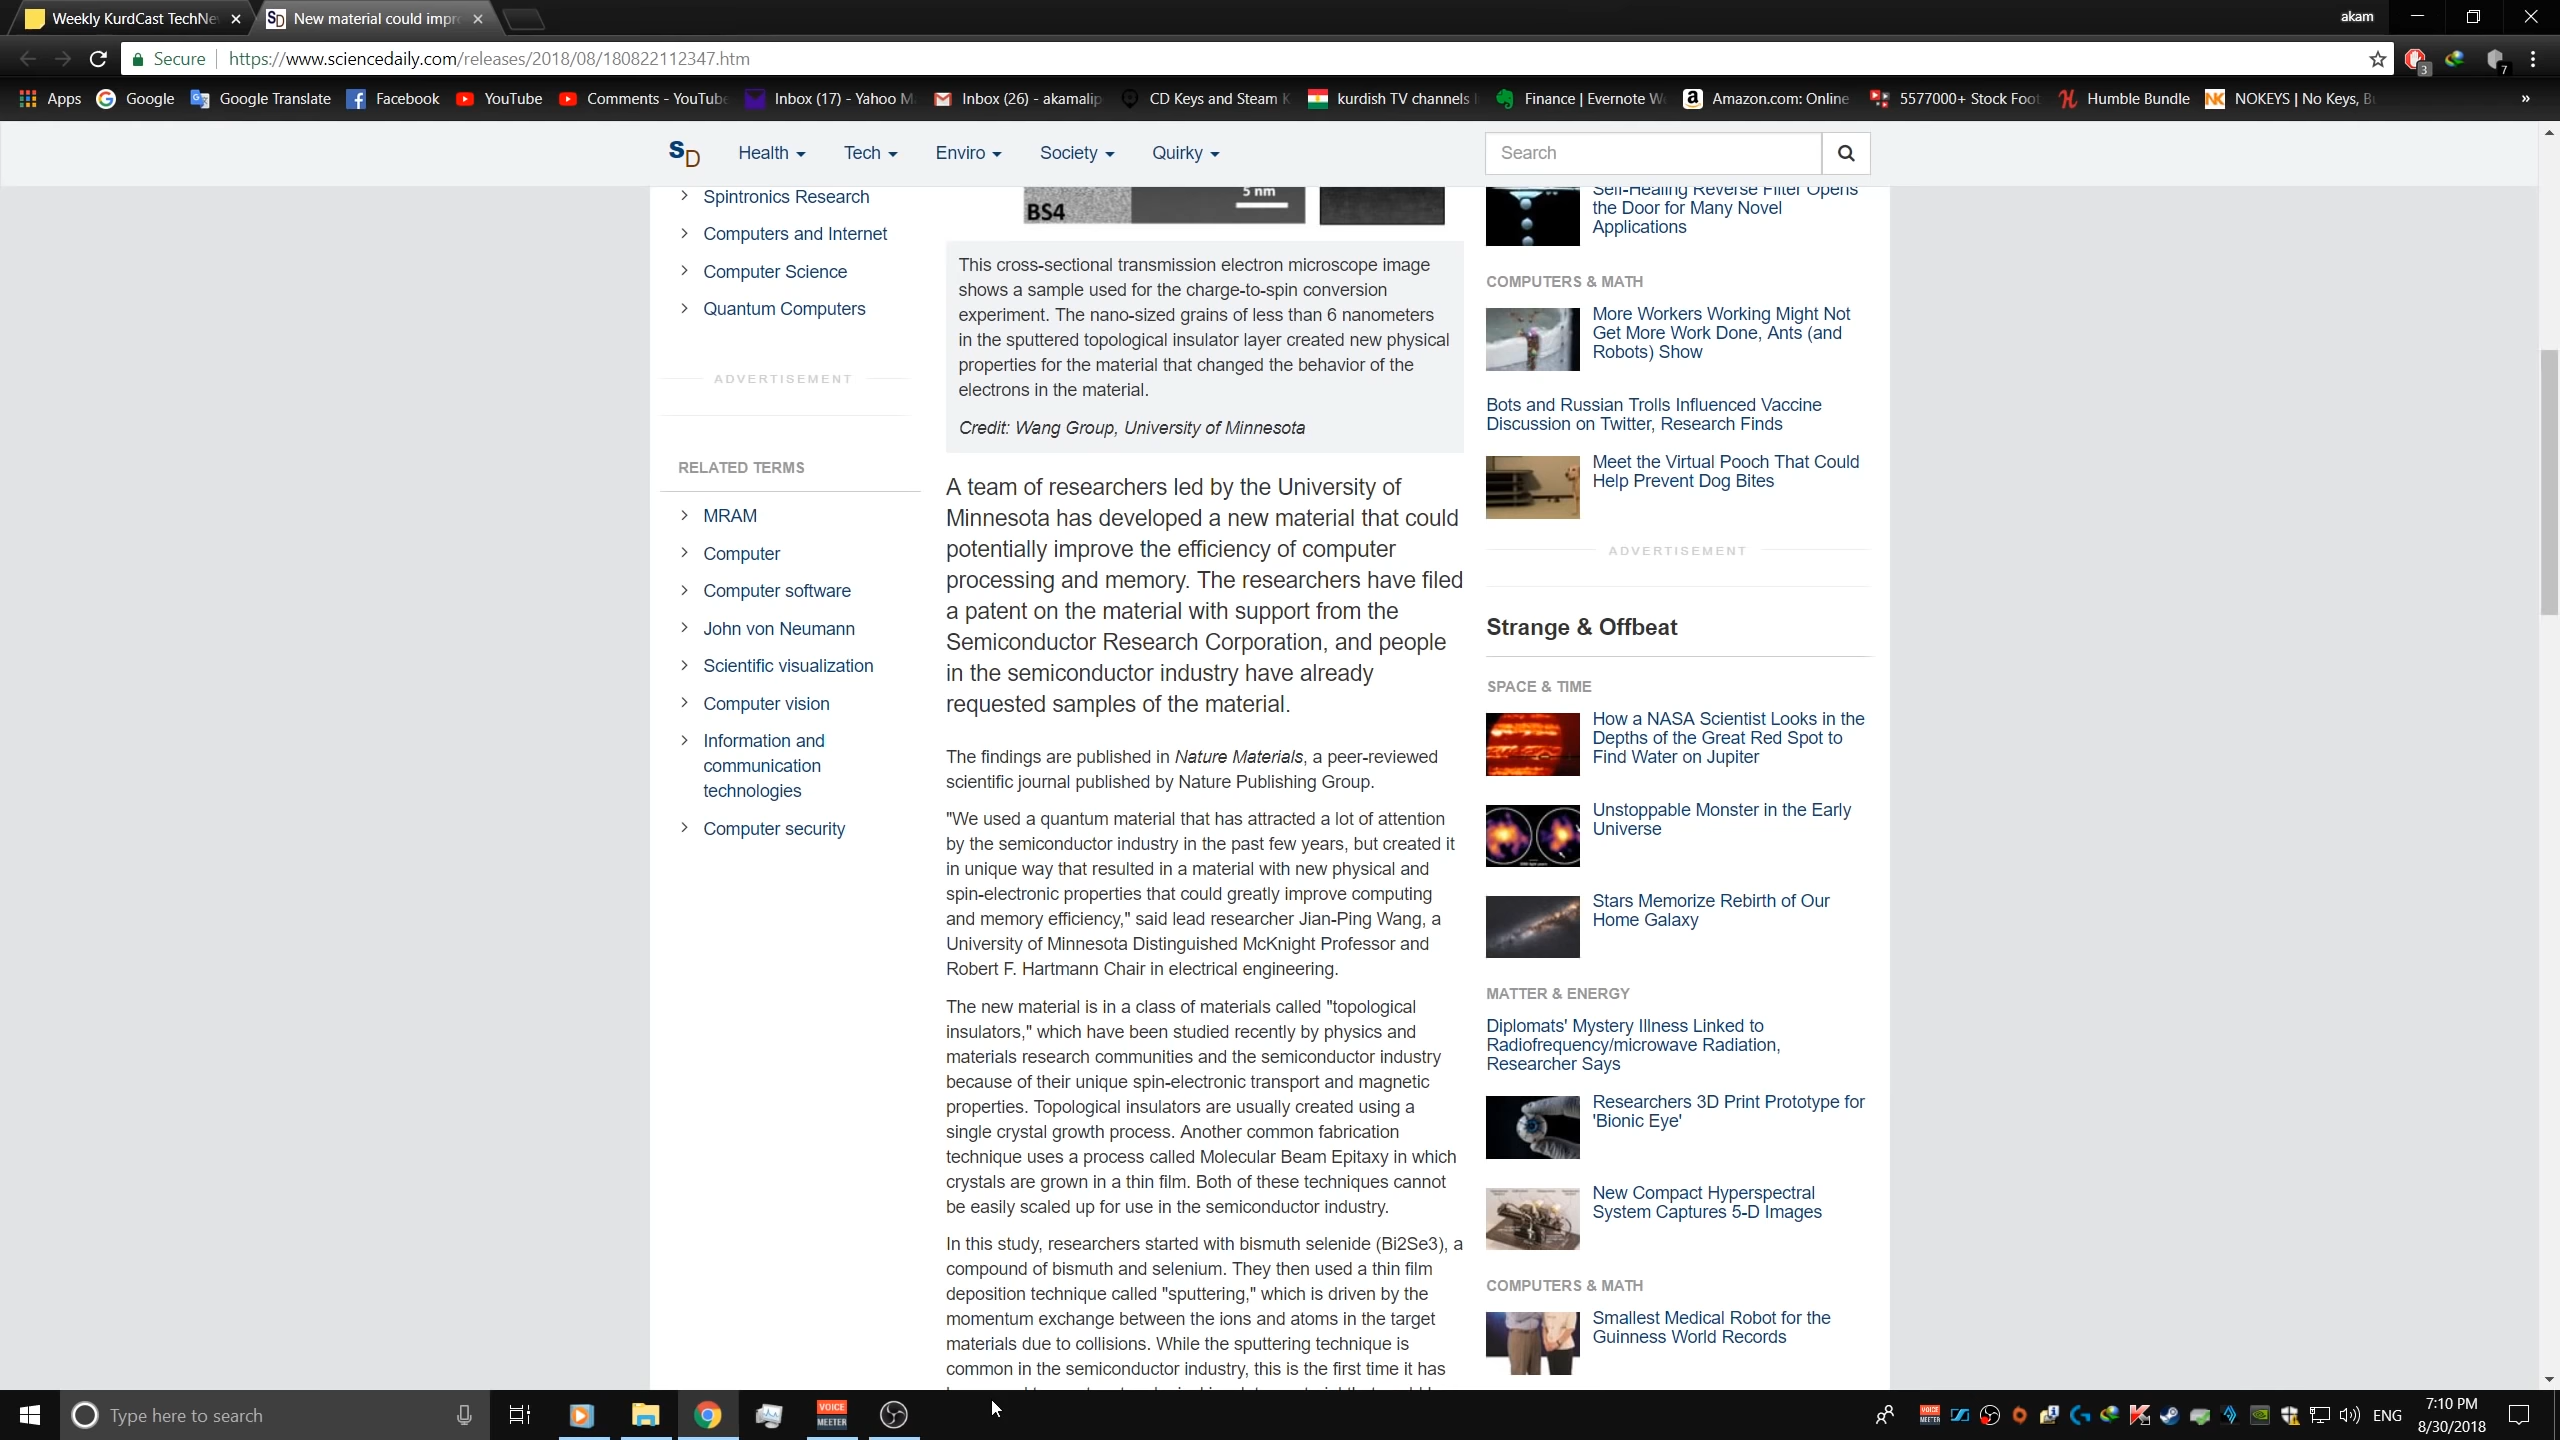 Weekly KurdCast TechNe
New material could impr
akam
Secure
https://www.sciencedaily.com/releases/2018/08/180822112347.htm
3
7
Apps
Google
Google Translate
Facebook
YouTube
Comments - YouTube
Inbox (17) - Yahoo M
Inbox (26) - akamalip
CD Keys and Steam K
kurdish TV channels
Finance | Evernote W
Amazon.com: Online
5577000+ Stock Foot
Humble Bundle
NOKEYS | No Keys, B
»
SD
Health
Tech
Enviro
Society
Quirky
Search
Spintronics Research
Computers and Internet
Computer Science
Quantum Computers
ADVERTISEMENT
RELATED TERMS
MRAM
Computer
Computer software
John von Neumann
Scientific visualization
Computer vision
Information and
communication
technologies
Computer security
BS4
5 nm
This cross-sectional transmission electron microscope image
shows a sample used for the charge-to-spin conversion
experiment. The nano-sized grains of less than 6 nanometers
in the sputtered topological insulator layer created new physical
properties for the material that changed the behavior of the
electrons in the material.
Credit: Wang Group, University of Minnesota
A team of researchers led by the University of
Minnesota has developed a new material that could
potentially improve the efficiency of computer
processing and memory. The researchers have filed
a patent on the material with support from the
Semiconductor Research Corporation, and people
in the semiconductor industry have already
requested samples of the material.
The findings are published in Nature Materials, a peer-reviewed
scientific journal published by Nature Publishing Group.
"We used a quantum material that has attracted a lot of attention
by the semiconductor industry in the past few years, but created it
in unique way that resulted in a material with new physical and
spin-electronic properties that could greatly improve computing
and memory efficiency," said lead researcher Jian-Ping Wang, a
University of Minnesota Distinguished McKnight Professor and
Robert F. Hartmann Chair in electrical engineering.
The new material is in a class of materials called "topological
insulators," which have been studied recently by physics and
materials research communities and the semiconductor industry
because of their unique spin-electronic transport and magnetic
properties. Topological insulators are usually created using a
single crystal growth process. Another common fabrication
technique uses a process called Molecular Beam Epitaxy in which
crystals are grown in a thin film. Both of these techniques cannot
be easily scaled up for use in the semiconductor industry.
In this study, researchers started with bismuth selenide (Bi2Se3), a
compound of bismuth and selenium. They then used a thin film
deposition technique called "sputtering," which is driven by the
momentum exchange between the ions and atoms in the target
materials due to collisions. While the sputtering technique is
common in the semiconductor industry, this is the first time it has
Self-Healing Reverse Filter Opens
the Door for Many Novel
Applications
COMPUTERS & MATH
More Workers Working Might Not
Get More Work Done, Ants (and
Robots) Show
Bots and Russian Trolls Influenced Vaccine
Discussion on Twitter, Research Finds
Meet the Virtual Pooch That Could
Help Prevent Dog Bites
ADVERTISEMENT
Strange & Offbeat
SPACE & TIME
How a NASA Scientist Looks in the
Depths of the Great Red Spot to
Find Water on Jupiter
Unstoppable Monster in the Early
Universe
Stars Memorize Rebirth of Our
Home Galaxy
MATTER & ENERGY
Diplomats' Mystery Illness Linked to
Radiofrequency/microwave Radiation,
Researcher Says
Researchers 3D Print Prototype for
'Bionic Eye'
New Compact Hyperspectral
System Captures 5-D Images
COMPUTERS & MATH
Smallest Medical Robot for the
Guinness World Records
Type here to search
VOICE
MEETER
ENG
7:10 PM
8/30/2018